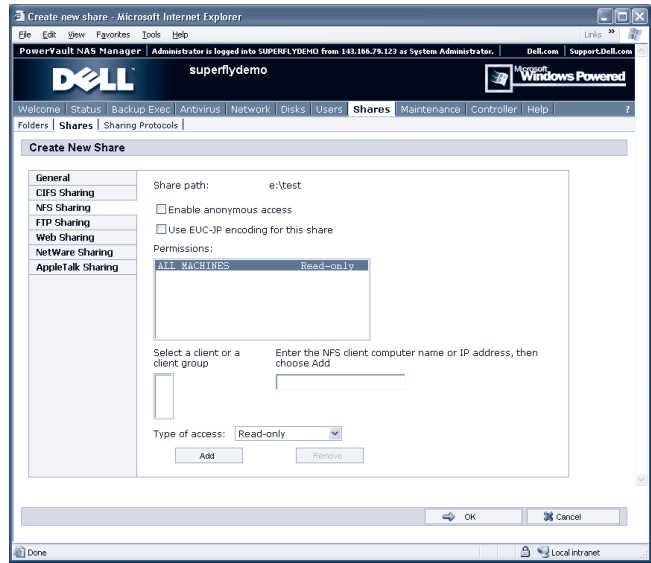 Create new share - Microsoft Internet Explorer
File Edit View Favorites Tools Help Links »
PowerVault NAS Manager | Administrator is logged into SUPERFLYDEMO from 143.166.79.123 as System Administrator. | Dell.com | Support.Dell.com
DELL™ superflydemo Microsoft Windows Powered
Welcome | Status | Backup Exec | Antivirus | Network | Disks | Users | Shares | Maintenance | Controller | Help | ?
Folders | Shares | Sharing Protocols |
Create New Share
General
CIFS Sharing
NFS Sharing
FTP Sharing
Web Sharing
NetWare Sharing
AppleTalk Sharing
Share path: e:\test
Enable anonymous access
Use EUC-JP encoding for this share
Permissions:
ALL MACHINES Read-only
Select a client or a client group
Enter the NFS client computer name or IP address, then choose Add
Type of access: Read-only
Add Remove
OK Cancel
Done Local intranet